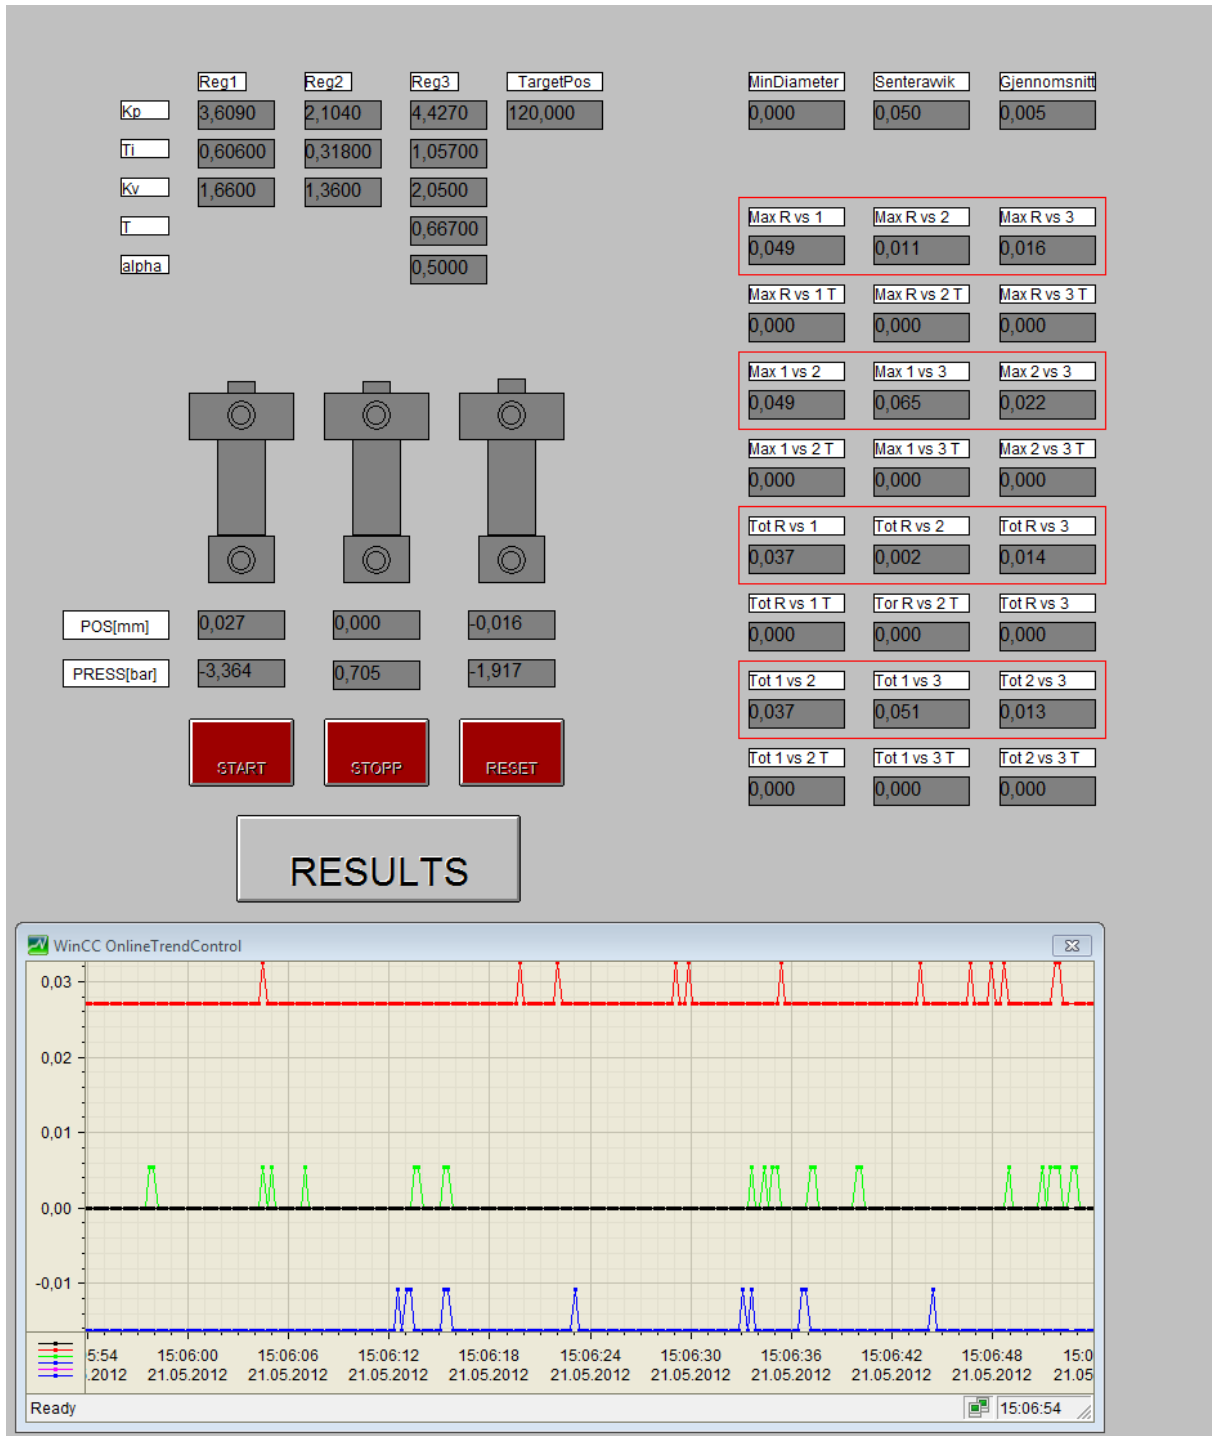 Reg1 Reg2 Reg3 TargetPos MinDiameter Senterawik Gjennomsnitt
Kp 3,6090 2,1040 4,4270 120,000 0,000 0,050 0,005
Ti 0,60600 0,31800 1,05700
Kv 1,6600 1,3600 2,0500
T 0,66700
alpha 0,5000
Max R vs 1 Max R vs 2 Max R vs 3
0,049 0,011 0,016
Max R vs 1 T Max R vs 2 T Max R vs 3 T
0,000 0,000 0,000
Max 1 vs 2 Max 1 vs 3 Max 2 vs 3
0,049 0,065 0,022
Max 1 vs 2 T Max 1 vs 3 T Max 2 vs 3 T
0,000 0,000 0,000
Tot R vs 1 Tot R vs 2 Tot R vs 3
0,037 0,002 0,014
Tot R vs 1 T Tor R vs 2 T Tot R vs 3
0,000 0,000 0,000
Tot 1 vs 2 Tot 1 vs 3 Tot 2 vs 3
0,037 0,051 0,013
Tot 1 vs 2 T Tot 1 vs 3 T Tot 2 vs 3 T
0,000 0,000 0,000
POS[mm] 0,027 0,000 -0,016
PRESS[bar] -3,364 0,705 -1,917
START STOPP RESET
RESULTS
WinCC OnlineTrendControl
0,03
0,02
0,01
0,00
-0,01
5:54 15:06:00 15:06:06 15:06:12 15:06:18 15:06:24 15:06:30 15:06:36 15:06:42 15:06:48 15:0
.2012 21.05.2012 21.05.2012 21.05.2012 21.05.2012 21.05.2012 21.05.2012 21.05.2012 21.05.2012 21.05.2012 21.05
Ready 15:06:54